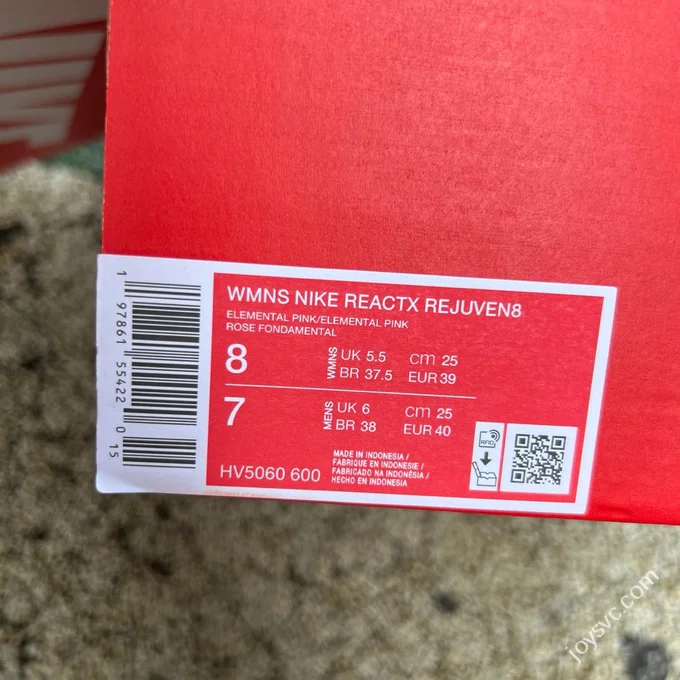 WMNS NIKE REACTX REJUVEN8
ELEMENTAL PINK/ELEMENTAL PINK
ROSE FONDAMENTAL
8 WMNS UK 5.5 cm 25
BR 37.5 EUR 39
7 MENS UK 6 cm 25
BR 38 EUR 40
HV5060 600
MADE IN INDONESIA /
FABRIQUE EN INDONESIE /
FABRICADO NA INDONÉSIA /
HECHO EN INDONESIA
RFID
1 97861 55422 0 15
joysvc.com